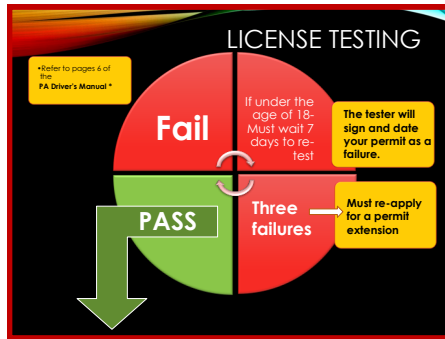 LICENSE TESTING
•Refer to pages 6 of
the
PA Driver's Manual *
Fail
If under the
age of 18-
Must wait 7
days to re-
test
The tester will
sign and date
your permit as a
failure.
PASS
Three
failures
Must re-apply
for a permit
extension